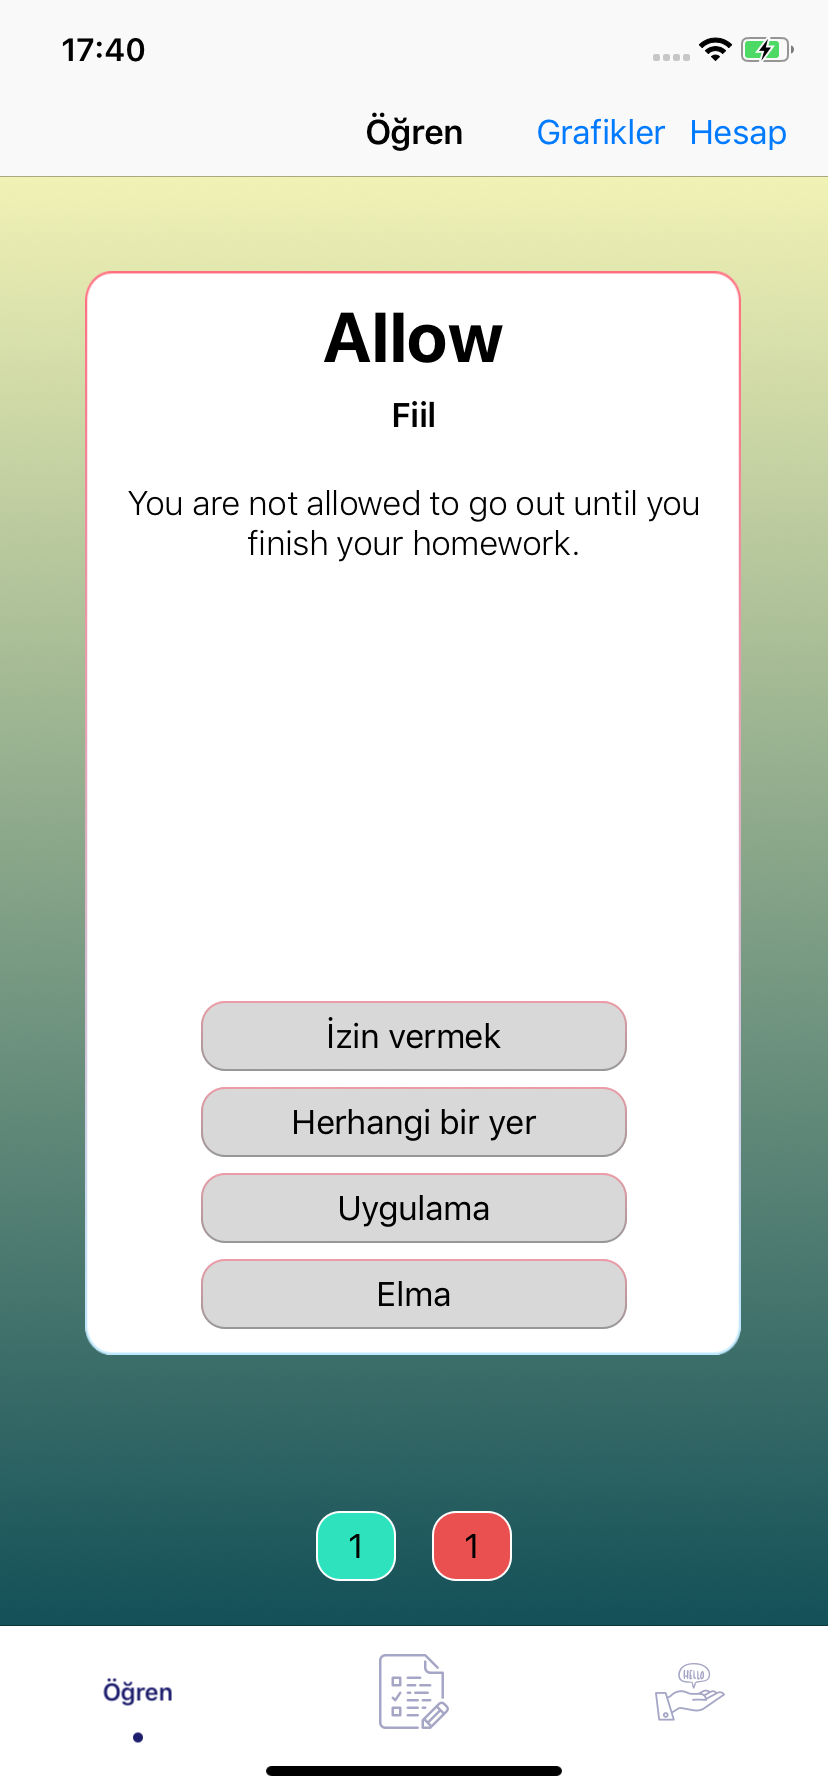 17:40
Öğren
Grafikler
Hesap
Allow
Fiil
You are not allowed to go out until you
finish your homework.
İzin vermek
Herhangi bir yer
Uygulama
Elma
1
1
Öğren
HELLO